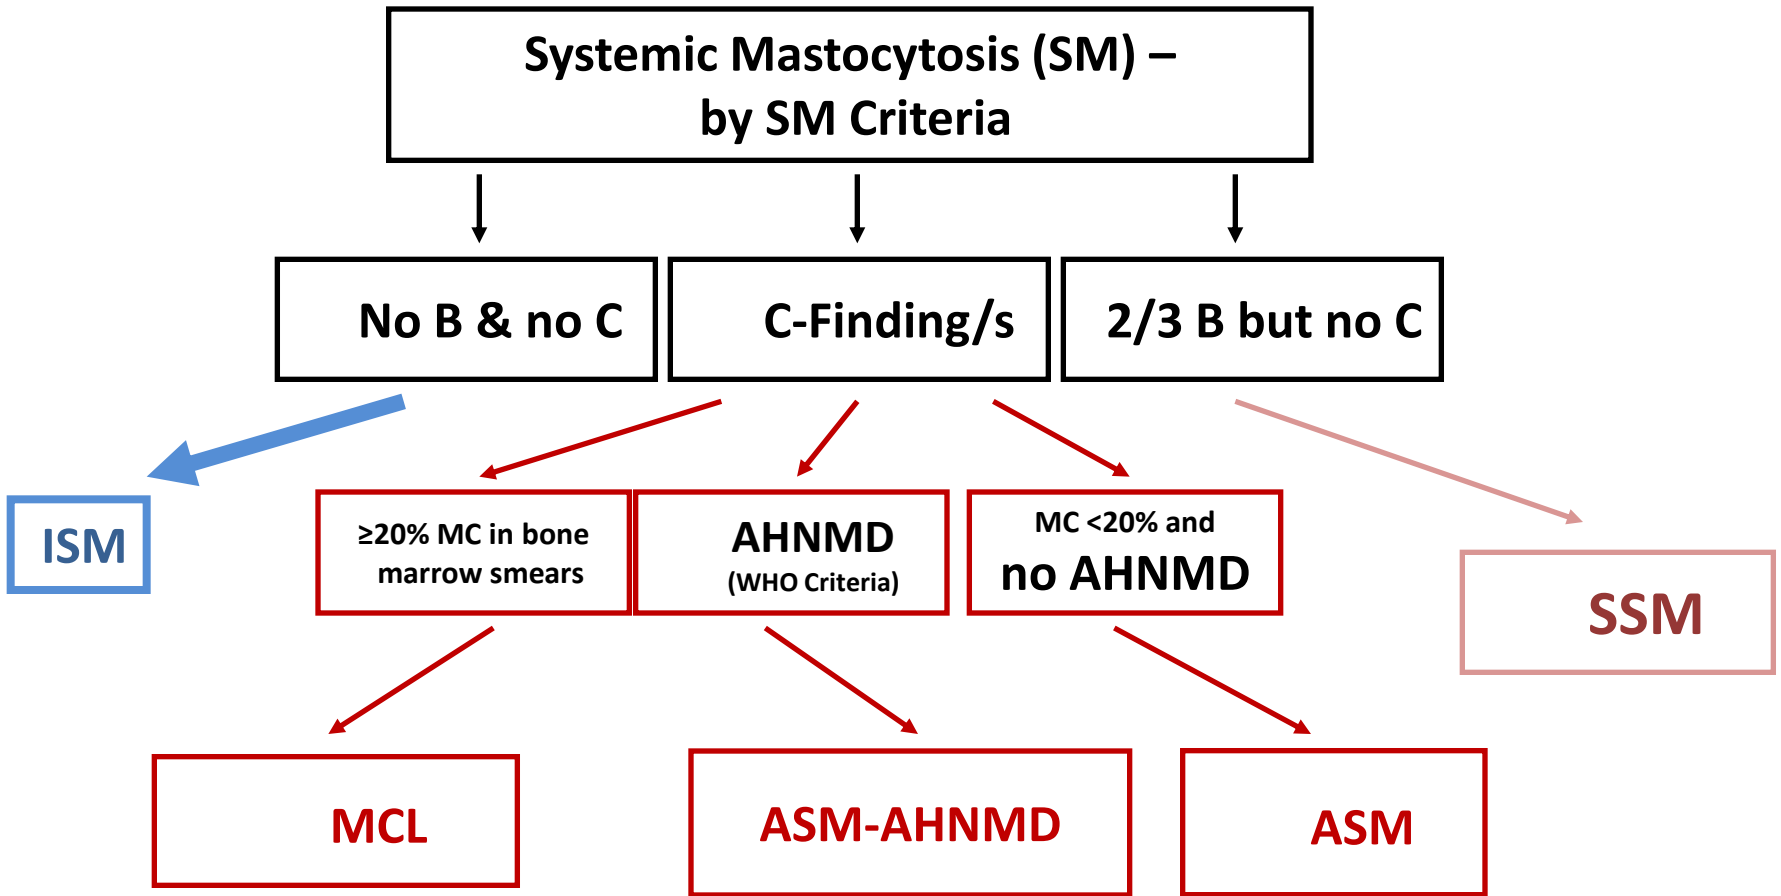 Systemic Mastocytosis (SM) –
by SM Criteria
No B & no C
C-Finding/s
2/3 B but no C
ISM
≥20% MC in bone
marrow smears
AHNMD
(WHO Criteria)
MC <20% and
no AHNMD
SSM
MCL
ASM-AHNMD
ASM